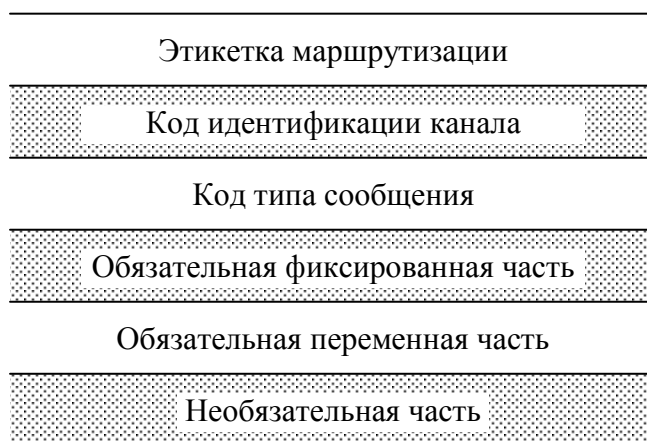 Этикетка маршрутизации
Код идентификации канала
Код типа сообщения
Обязательная фиксированная часть
Обязательная переменная часть
Необязательная часть